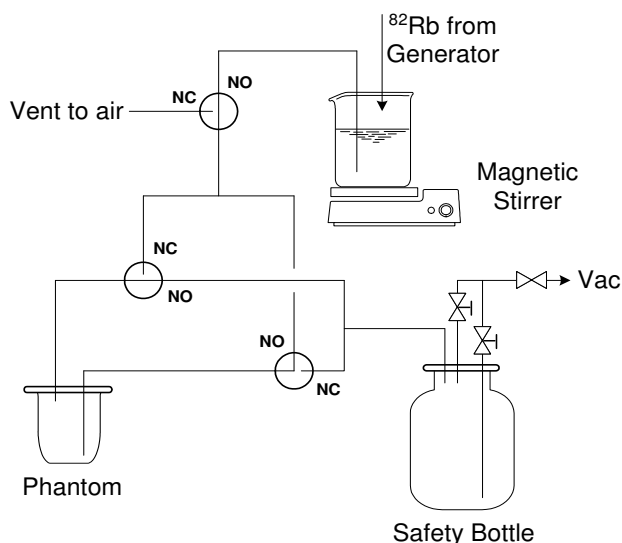 ⁸²Rb from
Generator
NO
NC
Vent to air
Magnetic
Stirrer
NC
NO
Vac
NO
NC
Phantom
Safety Bottle